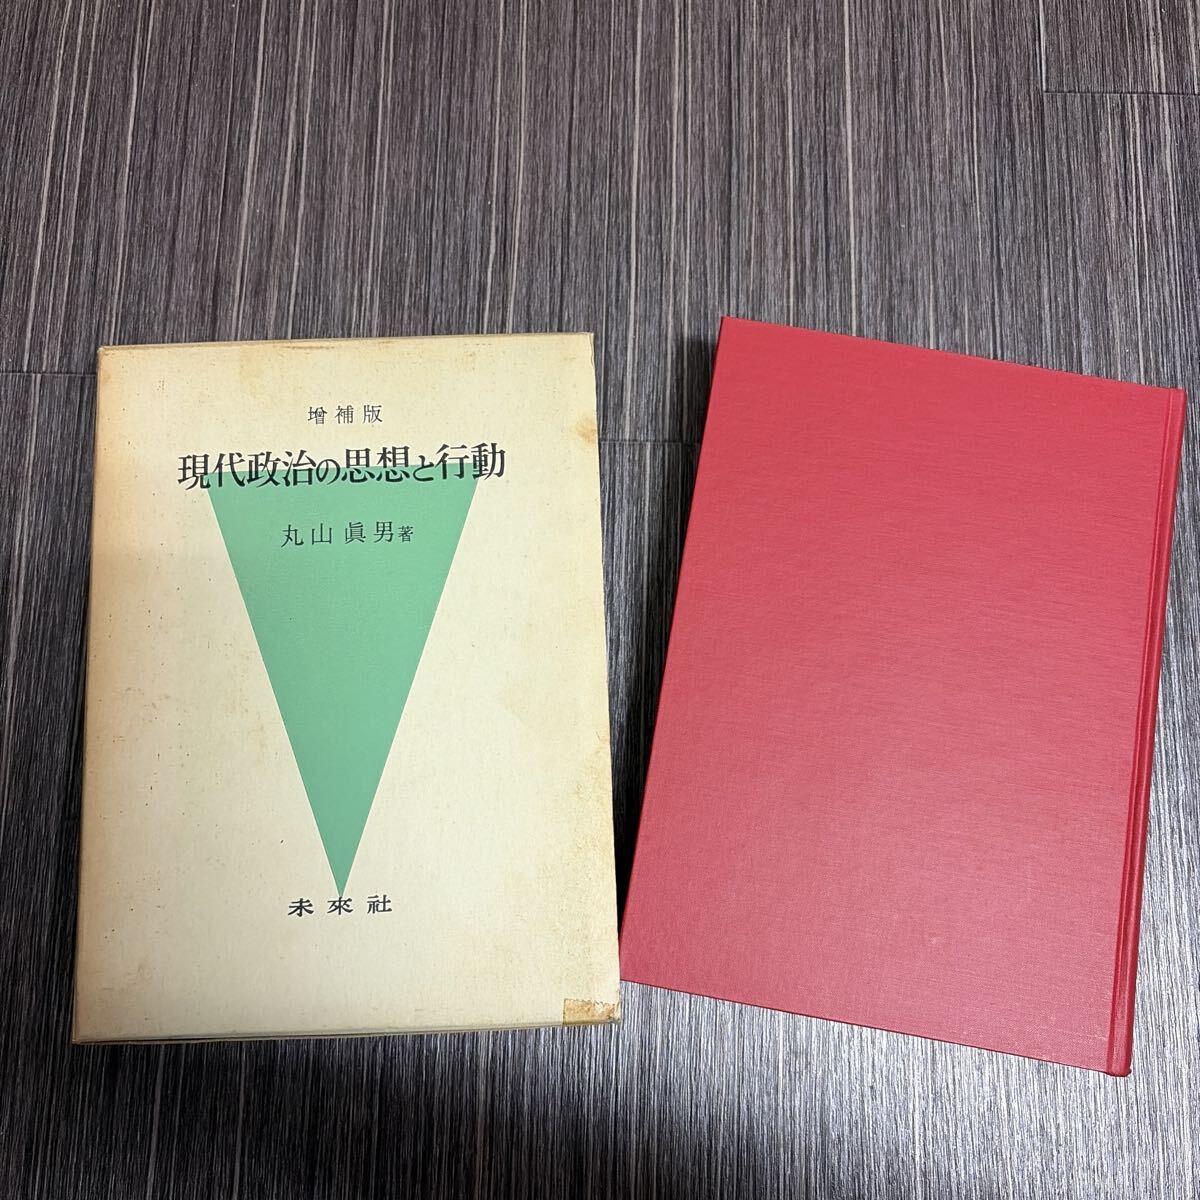 増補版
現代政治の思想と行動
丸山眞男著
未來社